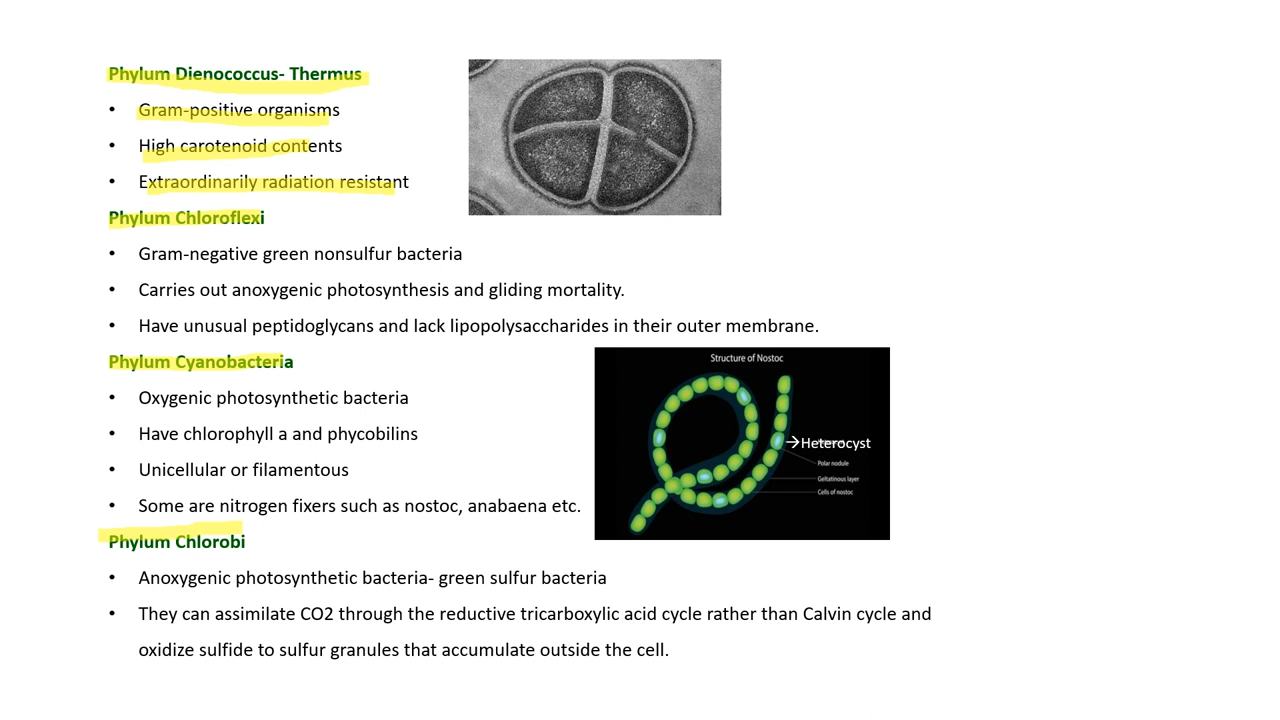 Phylum Dienococcus- Thermus
• Gram-positive organisms
• High carotenoid contents
• Extraordinarily radiation resistant
Phylum Chloroflexi
• Gram-negative green nonsulfur bacteria
• Carries out anoxygenic photosynthesis and gliding mortality.
• Have unusual peptidoglycans and lack lipopolysaccharides in their outer membrane.
Phylum Cyanobacteria
• Oxygenic photosynthetic bacteria
• Have chlorophyll a and phycobilins
• Unicellular or filamentous
• Some are nitrogen fixers such as nostoc, anabaena etc.
Structure of Nostoc
→Heterocyst
Polar nodule
Geltatinous layer
Cells of nostoc
Phylum Chlorobi
• Anoxygenic photosynthetic bacteria- green sulfur bacteria
• They can assimilate CO2 through the reductive tricarboxylic acid cycle rather than Calvin cycle and
oxidize sulfide to sulfur granules that accumulate outside the cell.